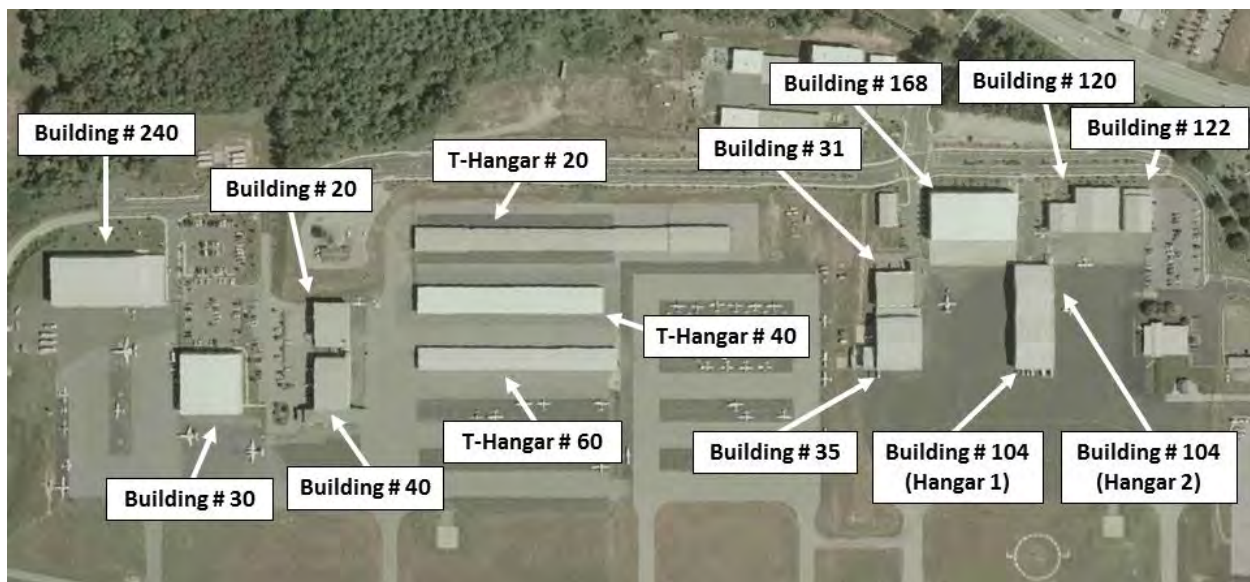 Building # 120
Building # 168
Building # 122
Building # 240
T-Hangar # 20
Building # 31
Building # 20
T-Hangar # 40
T-Hangar # 60
Building # 35
Building # 104
(Hangar 1)
Building # 104
(Hangar 2)
Building # 40
Building # 30